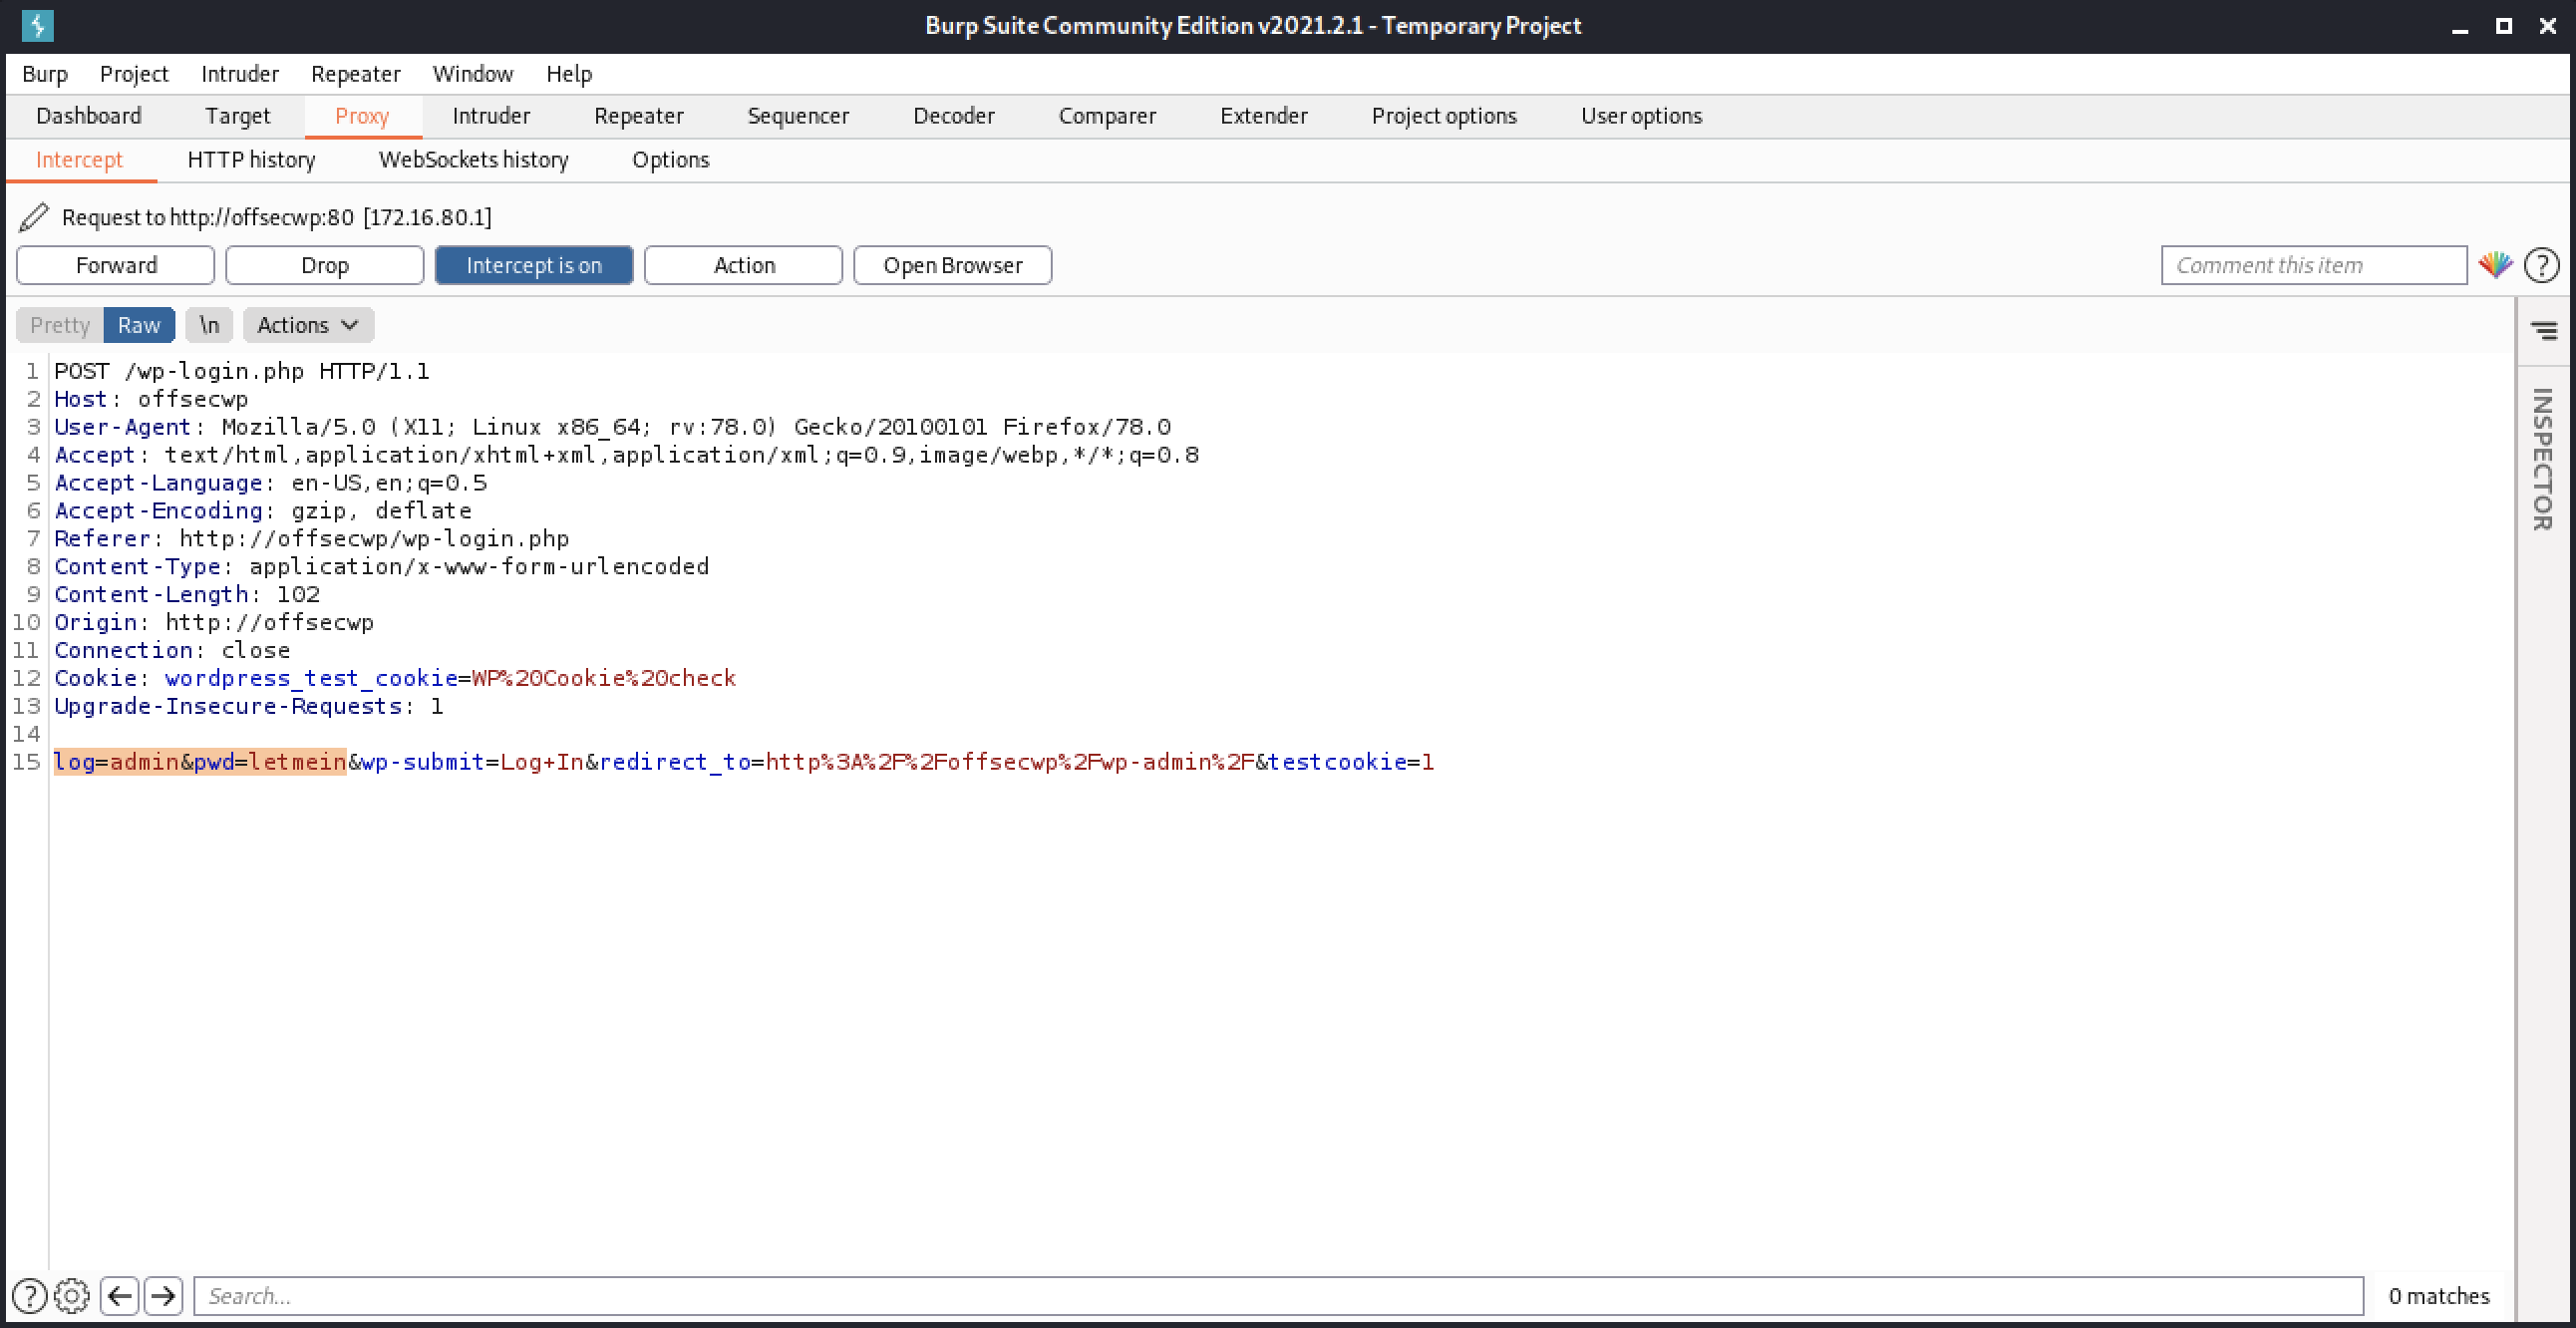 Burp Suite Community Edition v2021.2.1 - Temporary Project
Burp Project Intruder Repeater Window Help
Dashboard Target Proxy Intruder Repeater Sequencer Decoder Comparer Extender Project options User options
Intercept HTTP history WebSockets history Options
Request to http://offsecwp:80 [172.16.80.1]
Forward Drop Intercept is on Action Open Browser Comment this item ?
Pretty Raw \n Actions
INSPECTOR
1 POST /wp-login.php HTTP/1.1
2 Host: offsecwp
3 User-Agent: Mozilla/5.0 (X11; Linux x86_64; rv:78.0) Gecko/20100101 Firefox/78.0
4 Accept: text/html,application/xhtml+xml,application/xml;q=0.9,image/webp,*/*;q=0.8
5 Accept-Language: en-US,en;q=0.5
6 Accept-Encoding: gzip, deflate
7 Referer: http://offsecwp/wp-login.php
8 Content-Type: application/x-www-form-urlencoded
9 Content-Length: 102
10 Origin: http://offsecwp
11 Connection: close
12 Cookie: wordpress_test_cookie=WP%20Cookie%20check
13 Upgrade-Insecure-Requests: 1
14
15 log=admin&pwd=letmein&wp-submit=Log+In&redirect_to=http%3A%2F%2Foffsecwp%2Fwp-admin%2F&testcookie=1
? Search... 0 matches